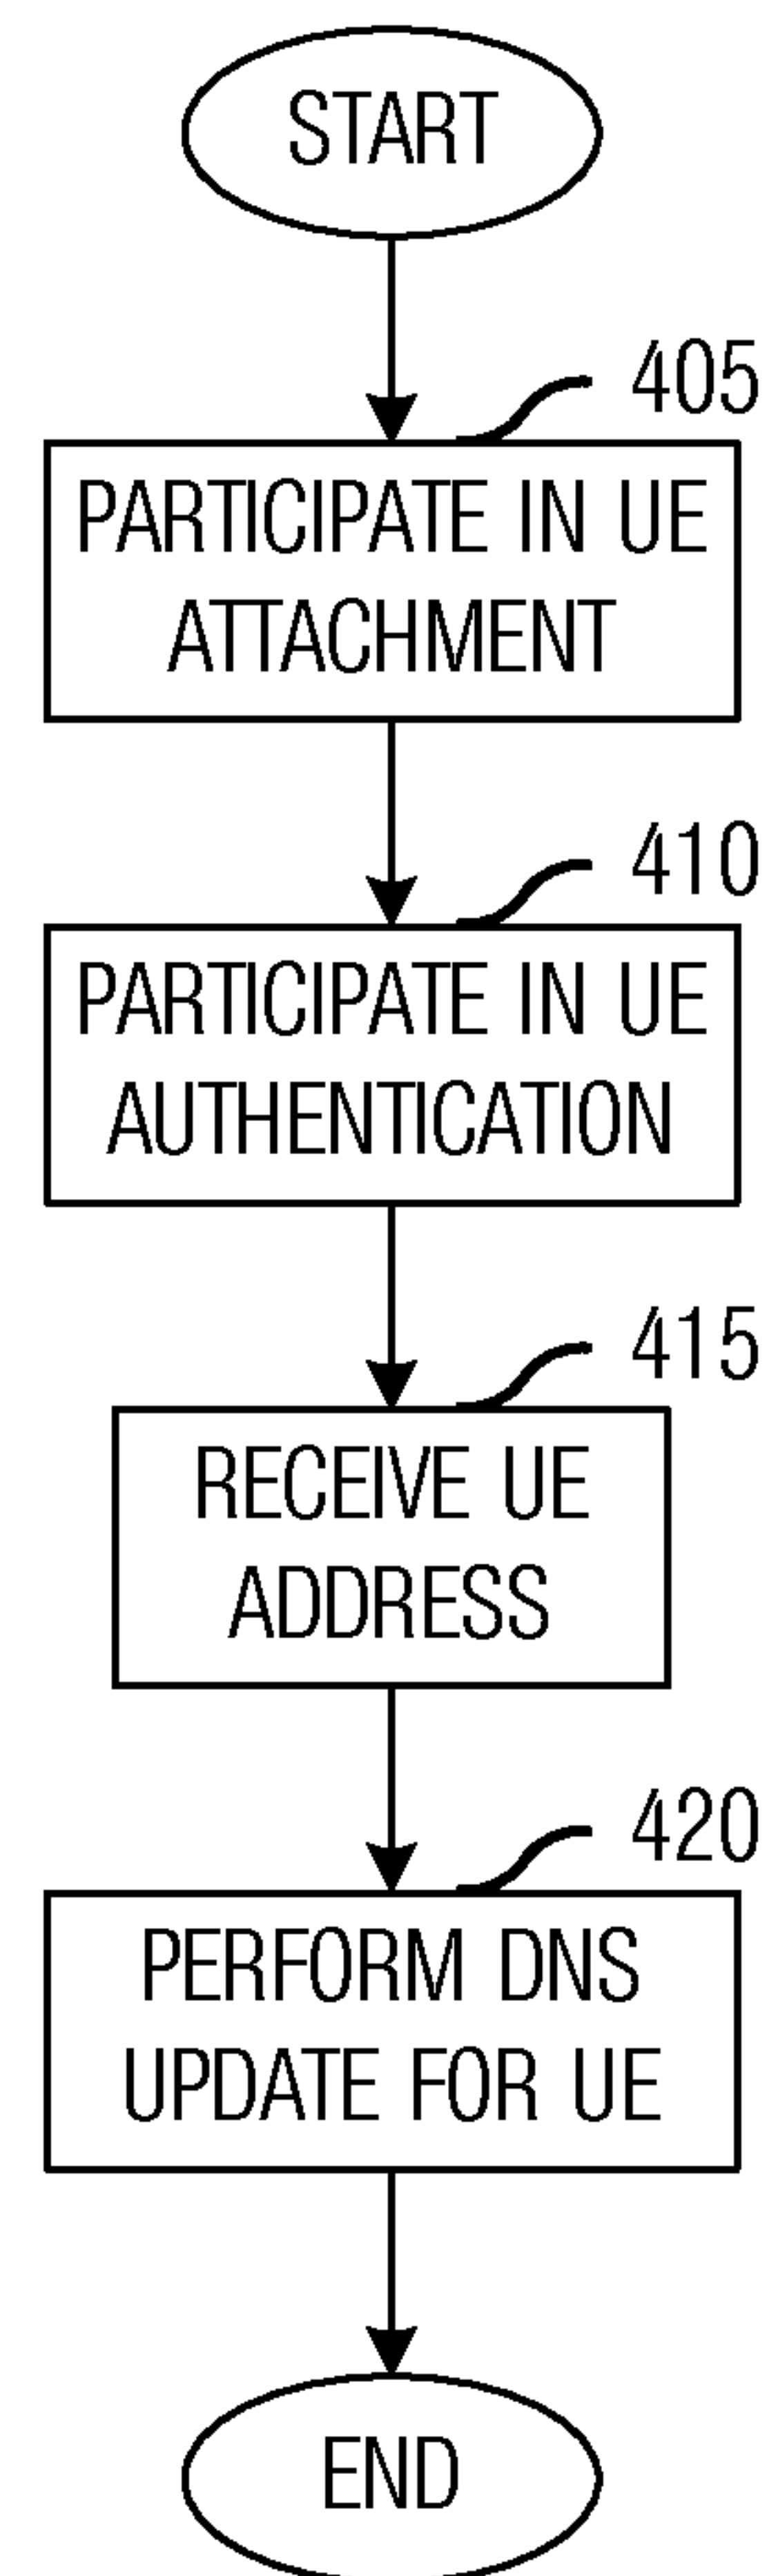 START
405
PARTICIPATE IN UE
ATTACHMENT
410
PARTICIPATE IN UE
AUTHENTICATION
415
RECEIVE UE
ADDRESS
420
PERFORM DNS
UPDATE FOR UE
END